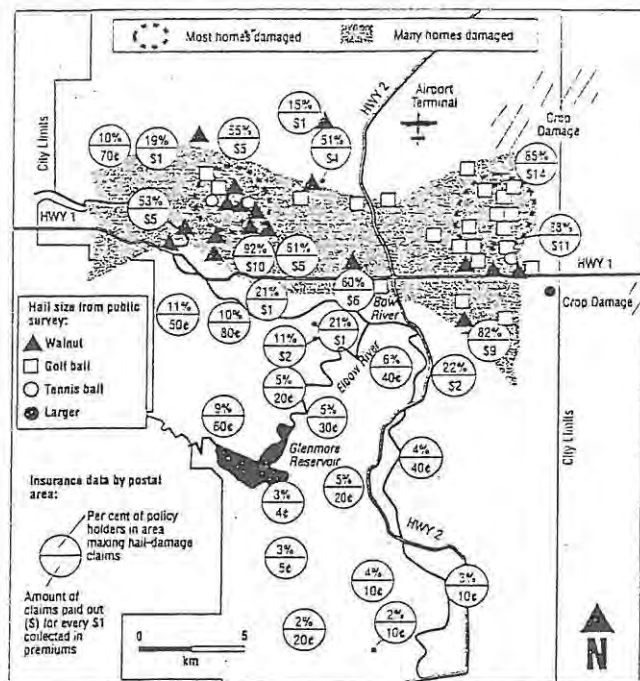 Most homes damaged
Many homes damaged
HWY 2
Airport
Terminal
Crop
Damage
City Limits
15%
$1
10%
70¢
19%
$1
55%
$5
51%
$4
85%
$14
53%
$5
HWY 1
$11
92%
$10
51%
$5
HWY 1
60%
$6
Bow
River
Crop Damage
Hail size from public
survey:
Walnut
Golf ball
Tennis ball
Larger
11%
50¢
10%
80¢
21%
$1
11%
$2
21%
$1
Elbow River
6%
40¢
82%
$9
22%
$2
5%
20¢
9%
60¢
5%
30¢
Glenmore
Reservoir
4%
40¢
City Limits
Insurance data by postal
area:
Per cent of policy
holders in area
making hail-damage
claims
Amount of
claims paid out
($) for every $1
collected in
premiums
3%
4¢
5%
20¢
HWY 2
3%
5¢
4%
10¢
3%
10¢
2%
20¢
2%
10¢
0
5
km
N